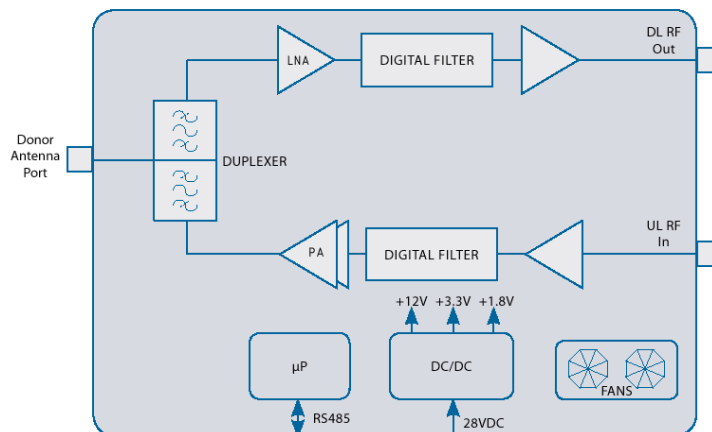 DL RF
Out
LNA
DIGITAL FILTER
Donor
Antenna
Port
DUPLEXER
UL RF
In
PA
DIGITAL FILTER
+12V +3.3V +1.8V
µP
DC/DC
FANS
RS485
28VDC